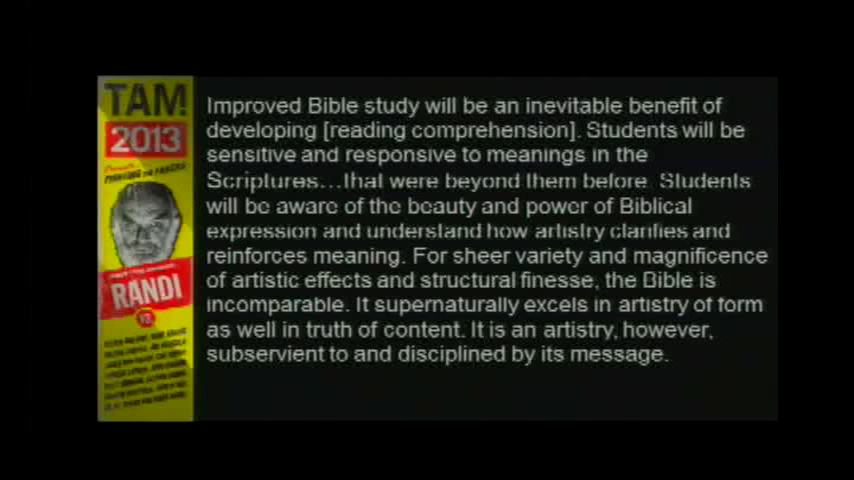 TAM!
2013
FIGHTING THE FAKERS
RANDI
VS.
Improved Bible study will be an inevitable benefit of
developing [reading comprehension]. Students will be
sensitive and responsive to meanings in the
Scriptures…that were beyond them before. Students
will be aware of the beauty and power of Biblical
expression and understand how artistry clarifies and
reinforces meaning. For sheer variety and magnificence
of artistic effects and structural finesse, the Bible is
incomparable. It supernaturally excels in artistry of form
as well in truth of content. It is an artistry, however,
subservient to and disciplined by its message.